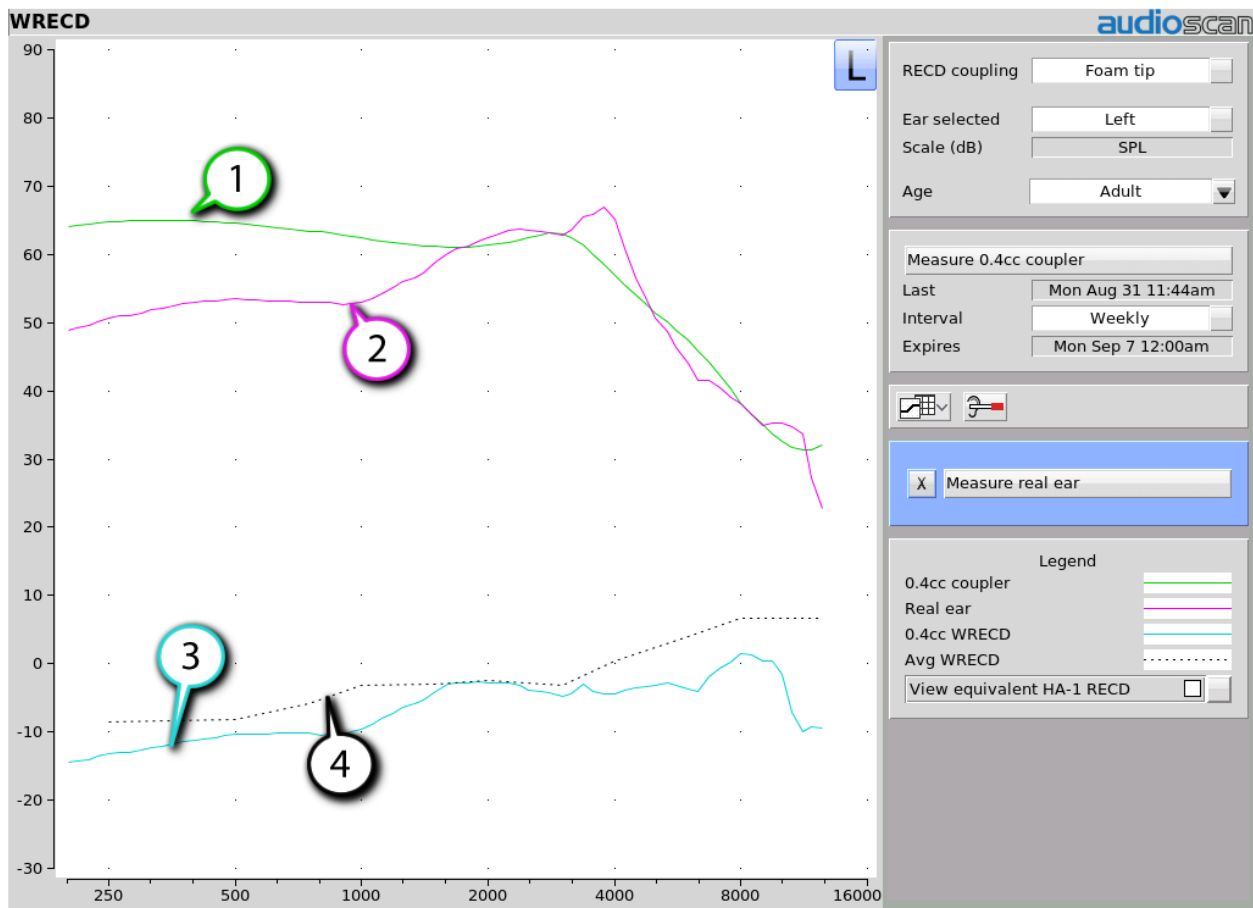 WRECD
audioscan
90
80
70
60
50
40
30
20
10
0
-10
-20
-30
250 500 1000 2000 4000 8000 16000
L
1
2
3
4
RECD coupling Foam tip
Ear selected Left
Scale (dB) SPL
Age Adult
Measure 0.4cc coupler
Last Mon Aug 31 11:44am
Interval Weekly
Expires Mon Sep 7 12:00am
X Measure real ear
Legend
0.4cc coupler
Real ear
0.4cc WRECD
Avg WRECD
View equivalent HA-1 RECD